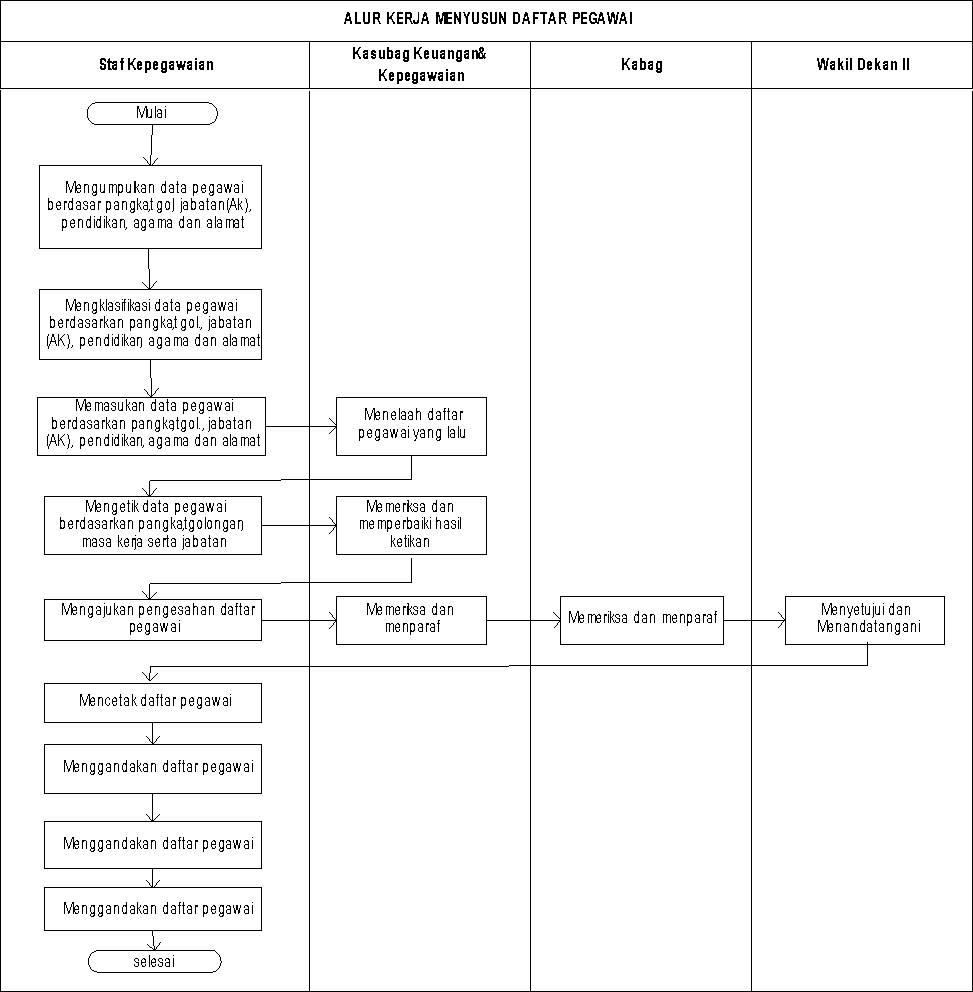 ALUR KERJA MENYUSUN DAFTAR PEGAWAI
Staf Kepegawaian
Kasubag Keuangan&
Kepegawaian
Kabag
Wakil Dekan II
Mulai
Mengumpulkan data pegawai
berdasar pangkat, gol, jabatan(Ak),
pendidikan, agama dan alamat
Mengklasifikasi data pegawai
berdasarkan pangkat, gol., jabatan
(AK), pendidikan, agama dan alamat
Memasukan data pegawai
berdasarkan pangkat,gol., jabatan
(AK), pendidikan, agama dan alamat
Menelaah daftar
pegawai yang lalu
Mengetik data pegawai
berdasarkan pangkat,golongan,
masa kerja serta jabatan
Memeriksa dan
memperbaiki hasil
ketikan
Mengajukan pengesahan daftar
pegawai
Memeriksa dan
menparaf
Memeriksa dan menparaf
Menyetujui dan
Menandatangani
Mencetak daftar pegawai
Menggandakan daftar pegawai
Menggandakan daftar pegawai
Menggandakan daftar pegawai
selesai